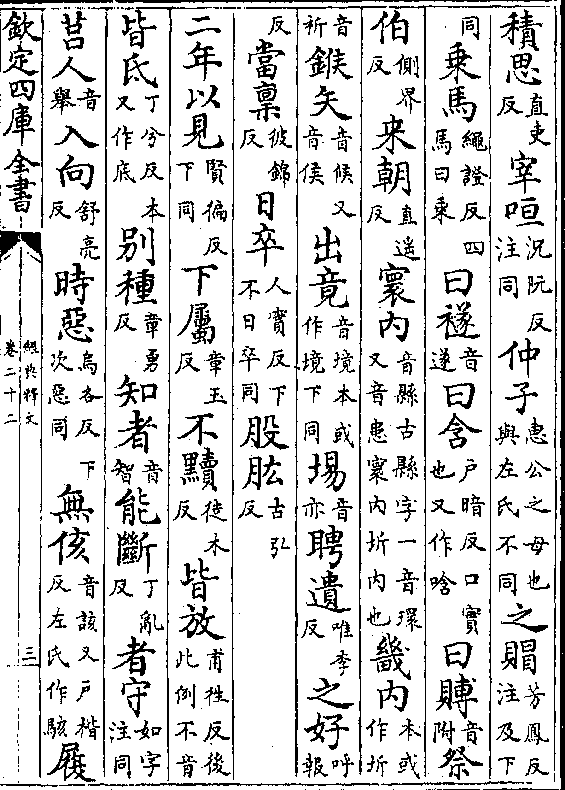 積思直吏反宰咺況阮反注同仲子惠公之母也與左氏不同之賵芳鳳反注及下
同乘馬繩證反四馬曰乘曰襚音遂曰含戶暗反口實也又作唅曰賻音附祭
伯側界反来朝直遥反寰内音縣古縣字一音環又音患寰内圻内也畿内本或作圻
音祈鍭矢音候又音侯出竟音境本或作境下同埸音亦聘遺唯季反之好呼報
反當禀彼錦反日卒人實反下不日卒同股肱古弘反
二年以見賢徧反下同下屬章玉反不黷徒木反皆放甫徃反後此例不音
皆氐丁兮反本又作底别種章勇反知者音智能斷丁亂反者守如字注同
莒人音舉入向舒亮反時惡烏各反下次惡同無侅音該又戶楷反左氏作駭展
欽定四庫全書
經典釋文
卷二十二
三